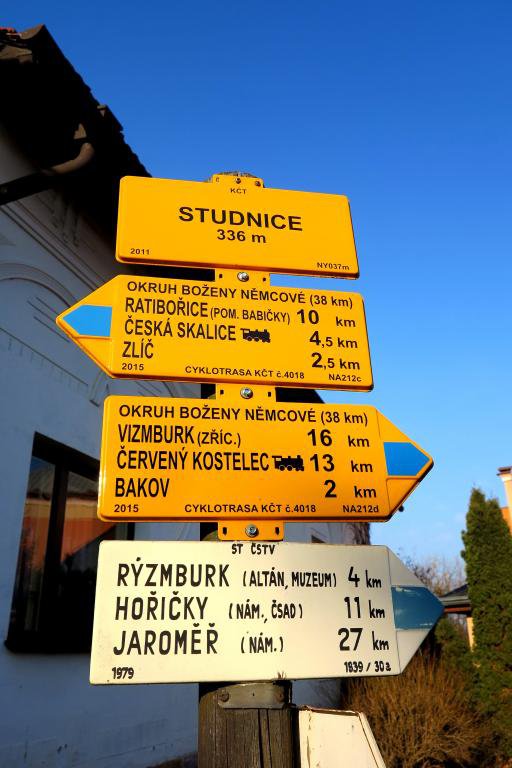 KČT
STUDNICE
336 m
2011 NY037m
OKRUH BOŽENY NĚMCOVÉ (38 km)
RATIBOŘICE (POM. BABIČKY) 10 km
ČESKÁ SKALICE 4,5 km
ZLÍČ 2,5 km
2015 CYKLOTRASA KČT č.4018 NA212c
OKRUH BOŽENY NĚMCOVÉ (38 km)
VIZMBURK (ZŘÍC.) 16 km
ČERVENÝ KOSTELEC 13 km
BAKOV 2 km
2015 CYKLOTRASA KČT č.4018 NA212d
ST ČSTV
RÝZMBURK (ALTÁN, MUZEUM) 4 km
HOŘIČKY (NÁM., ČSAD) 11 km
JAROMĚŘ (NÁM.) 27 km
1979 1839 / 30a